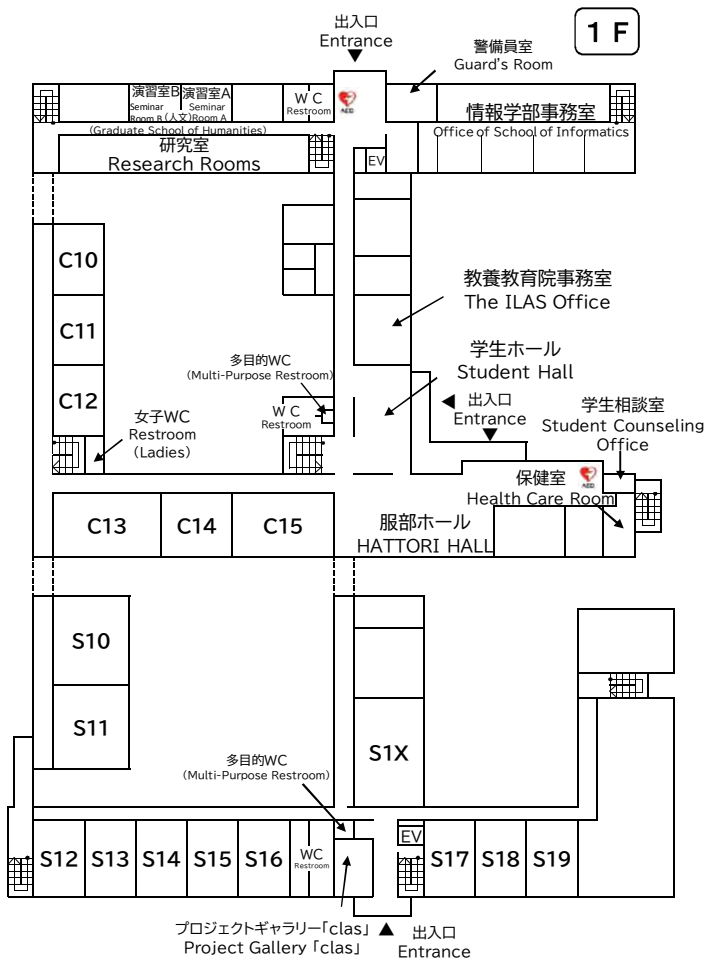 出入口
Entrance
1 F
警備員室
Guard's Room
演習室B 演習室A
Seminar Seminar
Room B (人文) Room A
(Graduate School of Humanities)
W C
Restroom
AED
情報学部事務室
Office of School of Informatics
研究室
Research Rooms
EV
C10
教養教育院事務室
The ILAS Office
C11
学生ホール
Student Hall
多目的WC
(Multi-Purpose Restroom)
C12
W C
Restroom
出入口
Entrance
学生相談室
Student Counseling
Office
女子WC
Restroom
(Ladies)
保健室
AED
Health Care Room
C13
C14
C15
服部ホール
HATTORI HALL
S10
S11
S1X
多目的WC
(Multi-Purpose Restroom)
EV
S12
S13
S14
S15
S16
WC
Restroom
S17
S18
S19
プロジェクトギャラリー「clas」
Project Gallery 「clas」
出入口
Entrance